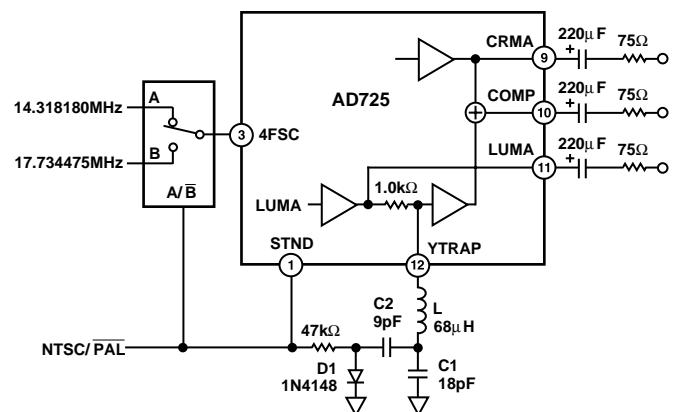 AD725
CRMA
9
220μF
+
75Ω
COMP
10
220μF
+
75Ω
LUMA
11
220μF
+
75Ω
14.318180MHz
A
17.734475MHz
B
A/B̅
3
4FSC
LUMA
1.0kΩ
+
STND
1
YTRAP
12
C2
9pF
L
68μH
47kΩ
NTSC/P̅A̅L̅
D1
1N4148
C1
18pF